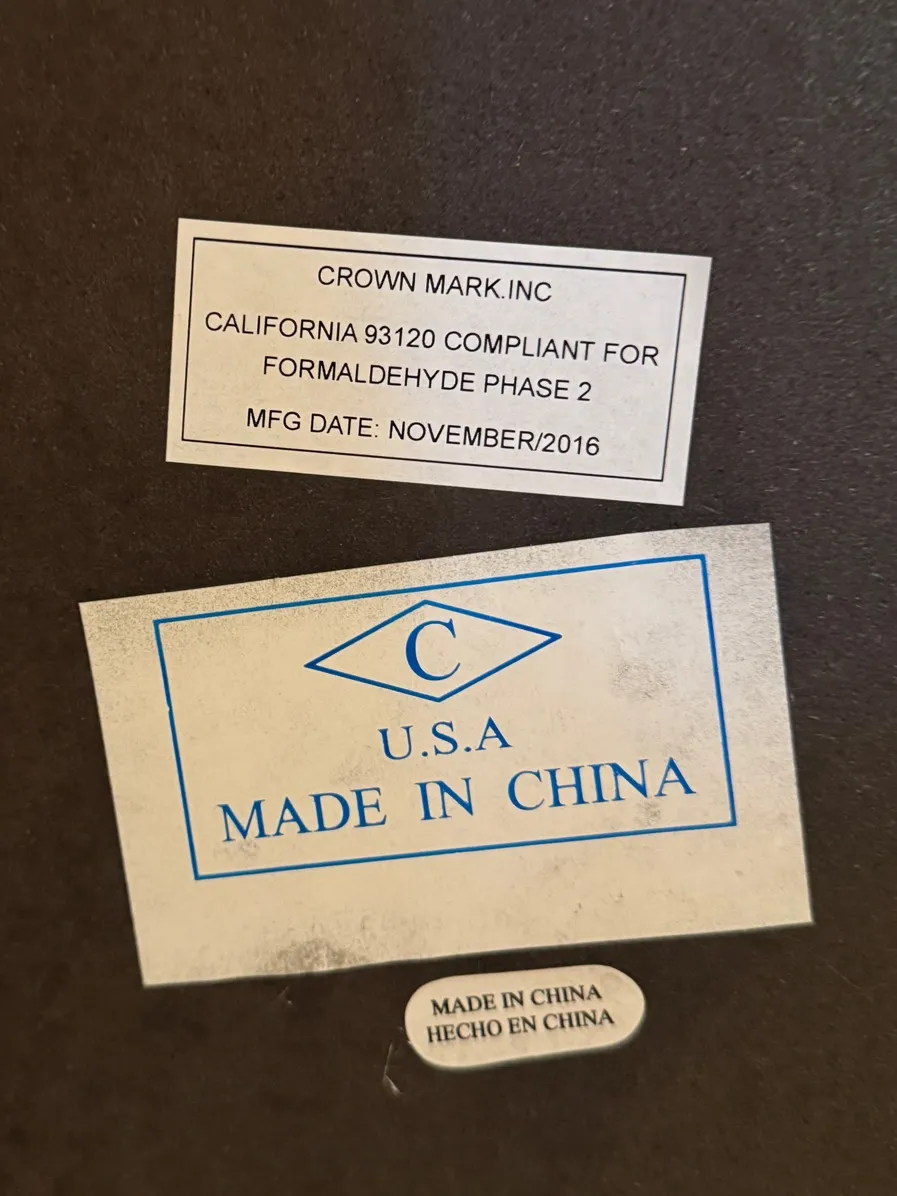 CROWN MARK.INC
CALIFORNIA 93120 COMPLIANT FOR
FORMALDEHYDE PHASE 2
MFG DATE: NOVEMBER/2016
C
U.S.A
MADE IN CHINA
MADE IN CHINA
HECHO EN CHINA